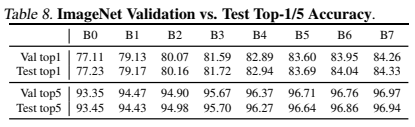 Table 8. ImageNet Validation vs. Test Top-1/5 Accuracy.
B0 B1 B2 B3 B4 B5 B6 B7
Val top1 77.11 79.13 80.07 81.59 82.89 83.60 83.95 84.26
Test top1 77.23 79.17 80.16 81.72 82.94 83.69 84.04 84.33
Val top5 93.35 94.47 94.90 95.67 96.37 96.71 96.76 96.97
Test top5 93.45 94.43 94.98 95.70 96.27 96.64 96.86 96.94